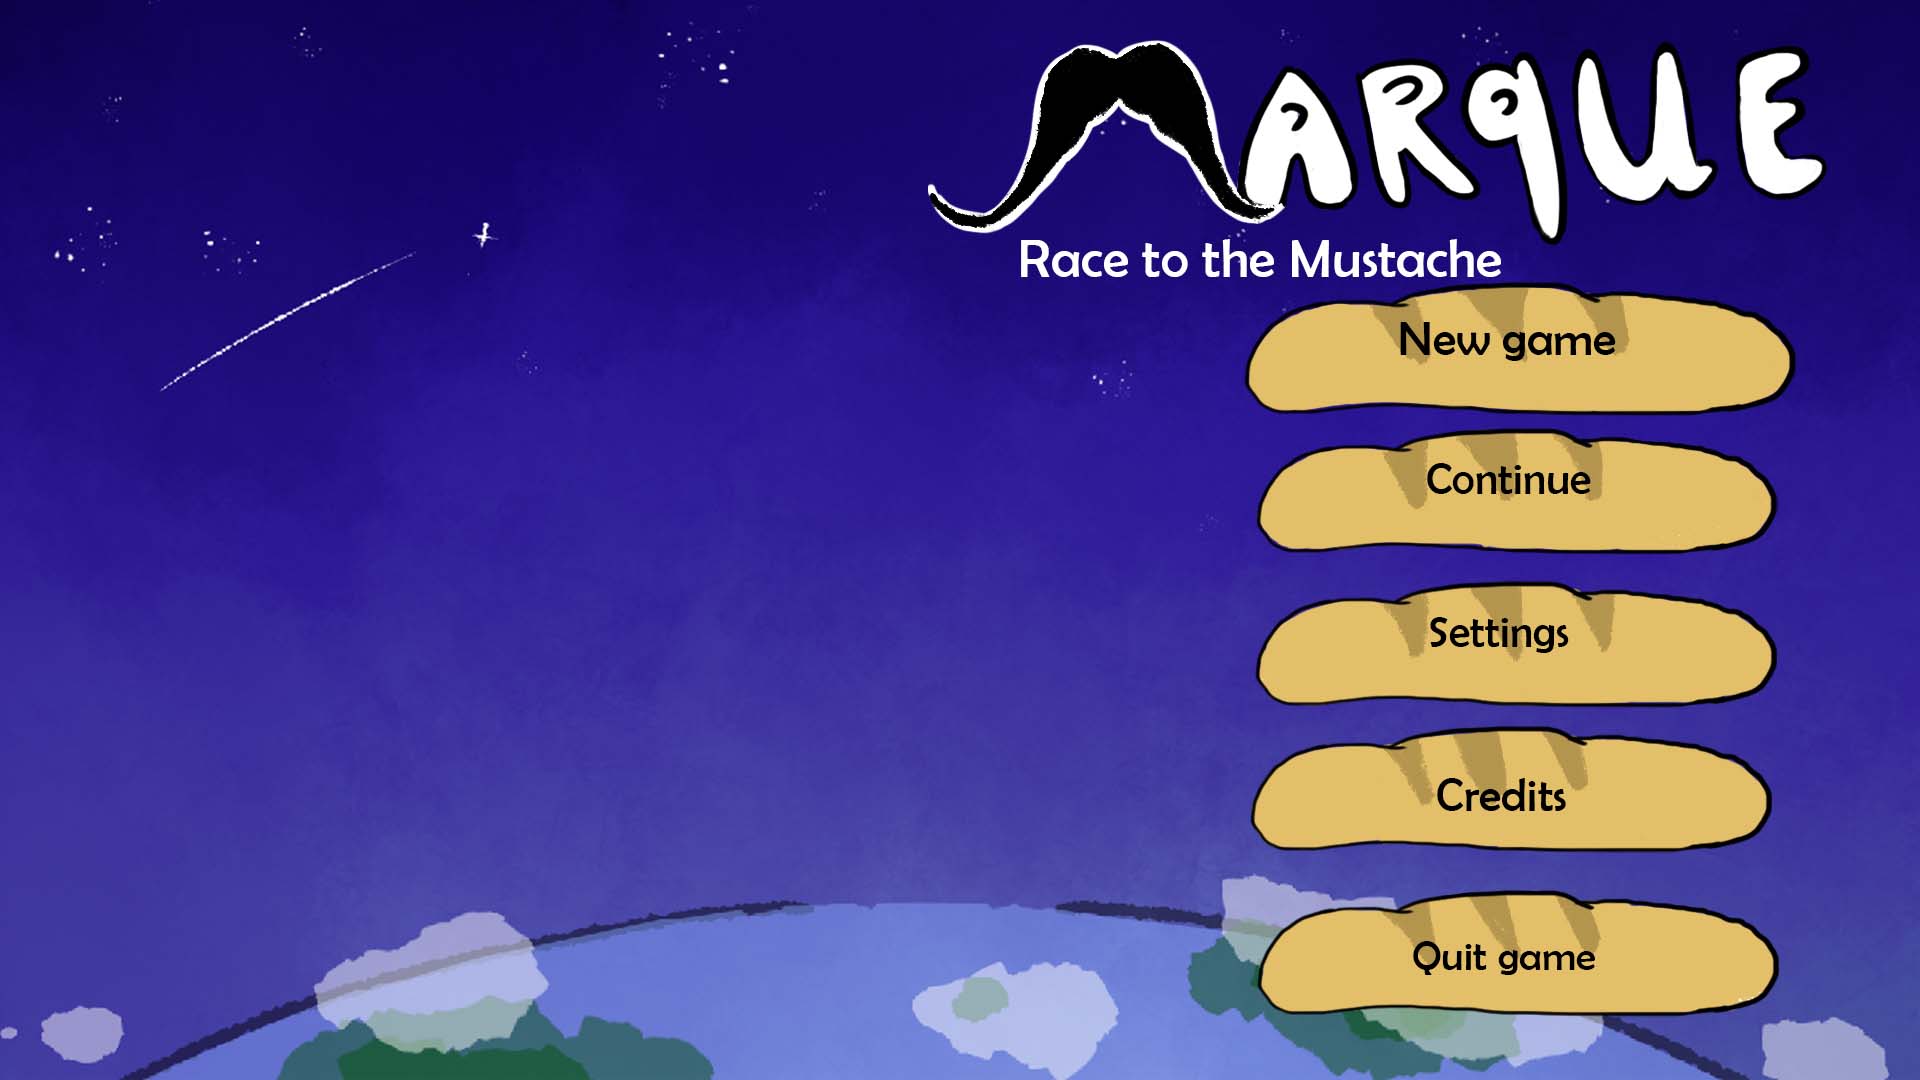 MARQUE
Race to the Mustache
New game
Continue
Settings
Credits
Quit game